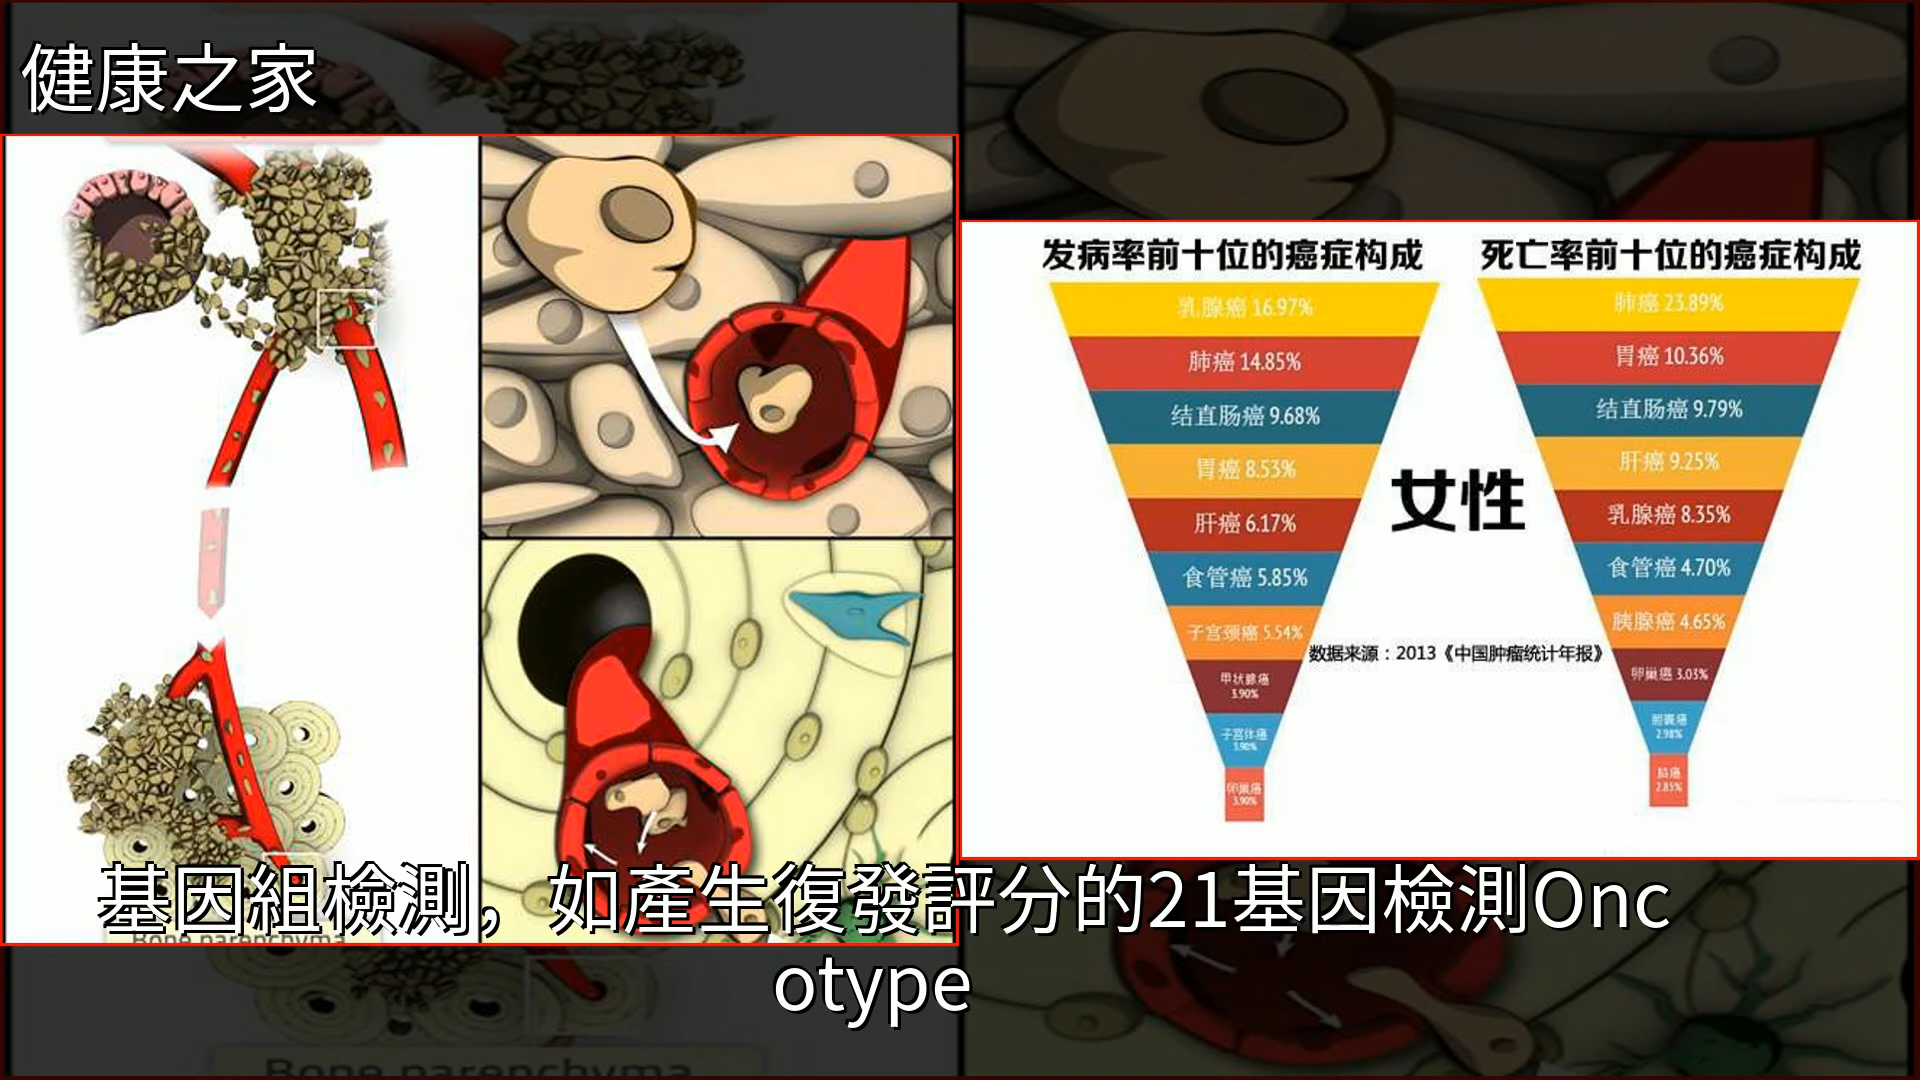 健康之家
发病率前十位的癌症构成
乳腺癌 16.97%
肺癌 14.85%
结直肠癌 9.68%
胃癌 8.53%
肝癌 6.17%
食管癌 5.85%
子宫颈癌 5.54%
甲状腺癌
3.90%
子宫体癌
3.90%
卵巢癌
3.90%
女性
数据来源：2013《中国肿瘤统计年报》
死亡率前十位的癌症构成
肺癌 23.89%
胃癌 10.36%
结直肠癌 9.79%
肝癌 9.25%
乳腺癌 8.35%
食管癌 4.70%
胰腺癌 4.65%
卵巢癌 3.03%
胆囊癌
2.98%
脑癌
2.85%
基因組檢測，如產生復發評分的21基因檢測Onc
otype
Bone parenchyma
Bone parenchyma